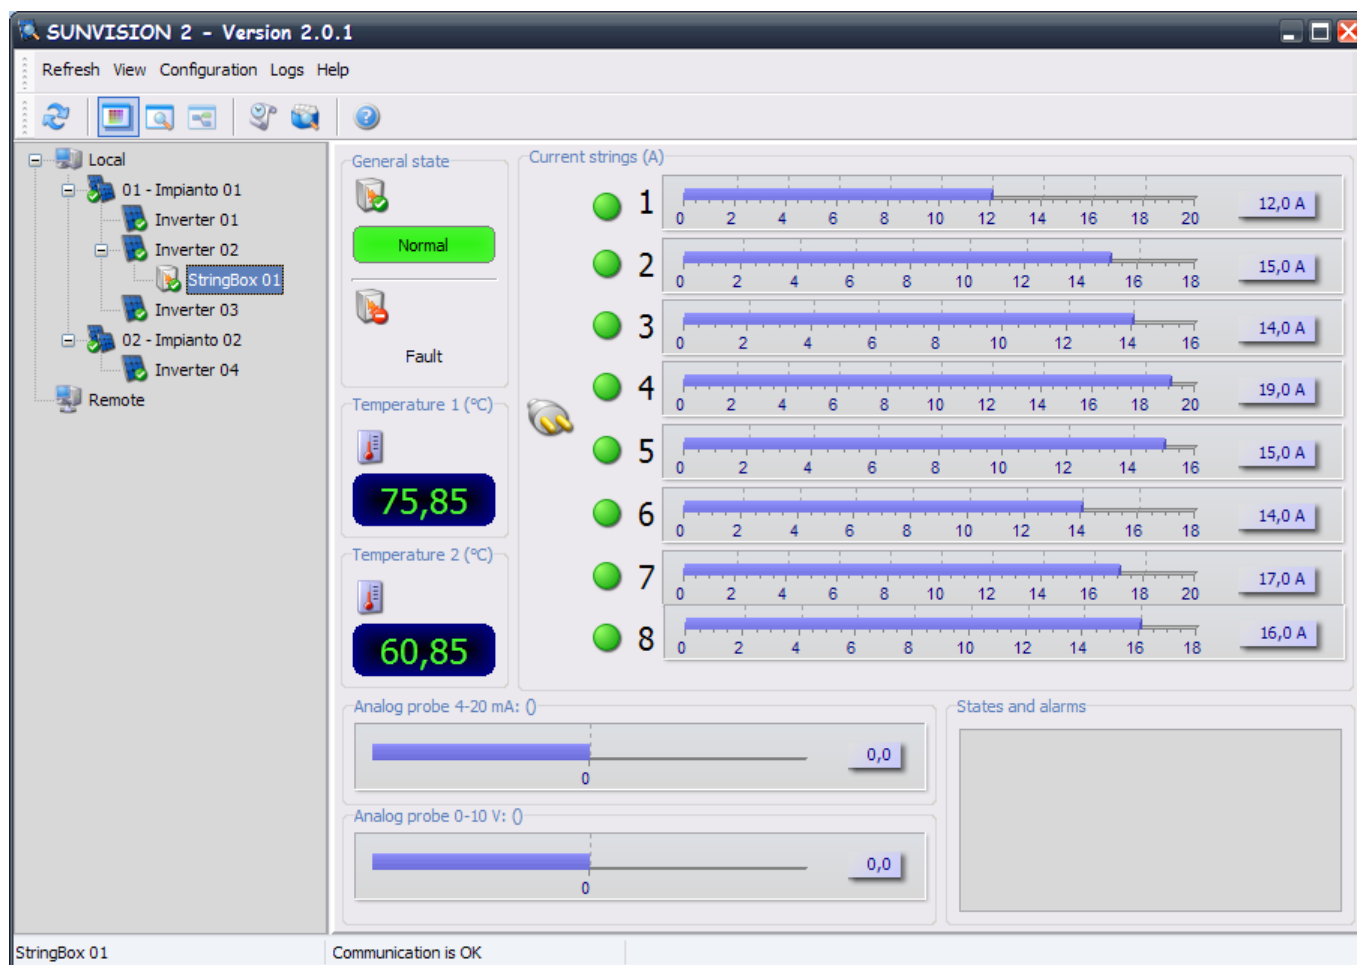 SUNVISION 2 - Version 2.0.1
Refresh View Configuration Logs Help
Local
01 - Impianto 01
Inverter 01
Inverter 02
StringBox 01
Inverter 03
02 - Impianto 02
Inverter 04
Remote
General state
Normal
Fault
Temperature 1 (°C)
75,85
Temperature 2 (°C)
60,85
Current strings (A)
1 0 2 4 6 8 10 12 14 16 18 20 12,0 A
2 0 2 4 6 8 10 12 14 16 18 15,0 A
3 0 2 4 6 8 10 12 14 16 14,0 A
4 0 2 4 6 8 10 12 14 16 18 20 19,0 A
5 0 2 4 6 8 10 12 14 16 15,0 A
6 0 2 4 6 8 10 12 14 16 18 14,0 A
7 0 2 4 6 8 10 12 14 16 18 20 17,0 A
8 0 2 4 6 8 10 12 14 16 18 16,0 A
Analog probe 4-20 mA: ()
0 0,0
Analog probe 0-10 V: ()
0 0,0
States and alarms
StringBox 01 Communication is OK